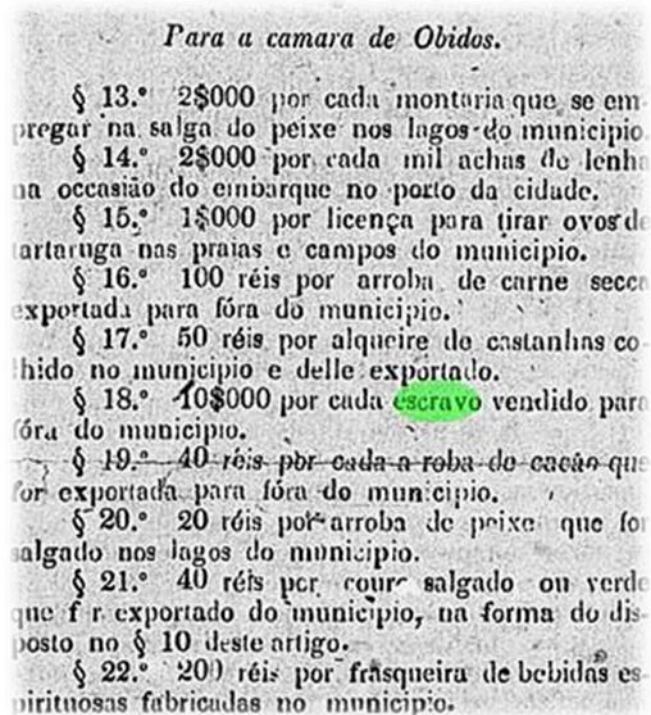 Para a camara de Obidos.
§ 13.º 2$000 por cada montaria que se em-
pregar na salga do peixe nos lagos do municipio.
§ 14.º 2$000 por cada mil achas de lenha
na occasião do embarque no porto da cidade.
§ 15.º 1$000 por licença para tirar ovos de
tartaruga nas praias e campos do municipio.
§ 16.º 100 réis por arroba de carne secca
exportada para fóra do municipio.
§ 17.º 50 réis por alqueire de castanhas co-
lhido no municipio e delle exportado.
§ 18.º 10$000 por cada escravo vendido para
fóra do municipio.
§ 19.º 40 réis por cada a roba de cacáo que
for exportada para fóra do municipio.
§ 20.º 20 réis por arroba de peixe que for
salgado nos lagos do municipio.
§ 21.º 40 réis por couro salgado ou verde
que f r exportado do municipio, na forma do dis-
posto no § 10 deste artigo.
§ 22.º 200 réis por frasqueira de bebidas es-
pirituosas fabricadas no municipio.